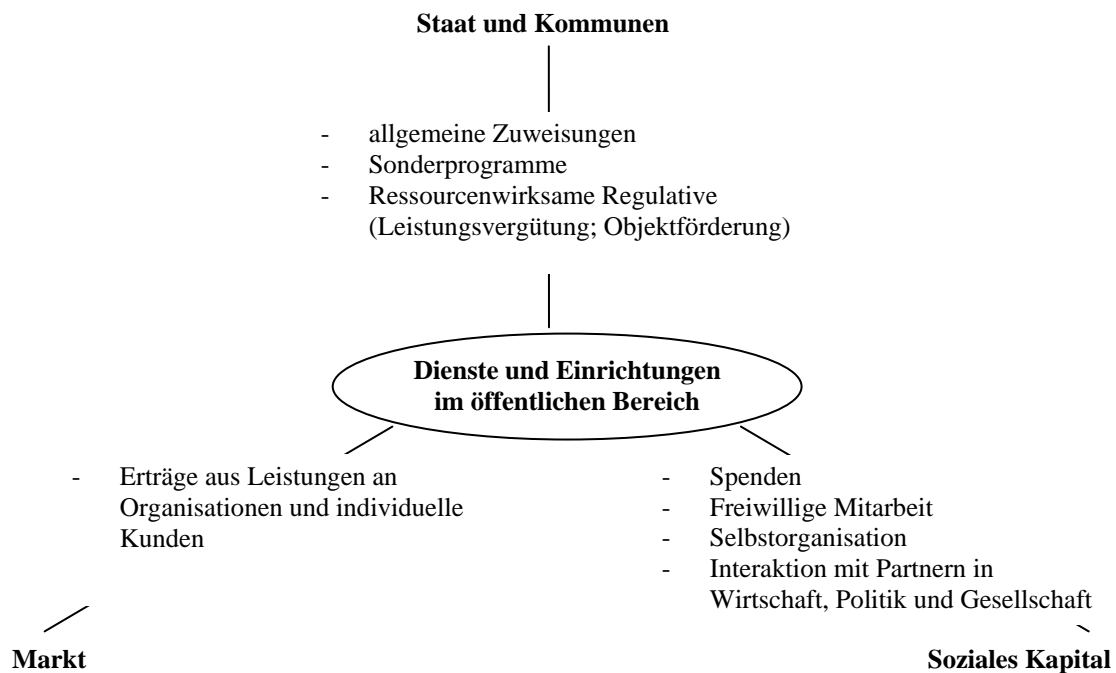 Staat und Kommunen
- allgemeine Zuweisungen
- Sonderprogramme
- Ressourcenwirksame Regulative
(Leistungsvergütung; Objektförderung)
Dienste und Einrichtungen
im öffentlichen Bereich
- Erträge aus Leistungen an
Organisationen und individuelle
Kunden
- Spenden
- Freiwillige Mitarbeit
- Selbstorganisation
- Interaktion mit Partnern in
Wirtschaft, Politik und Gesellschaft
Markt
Soziales Kapital